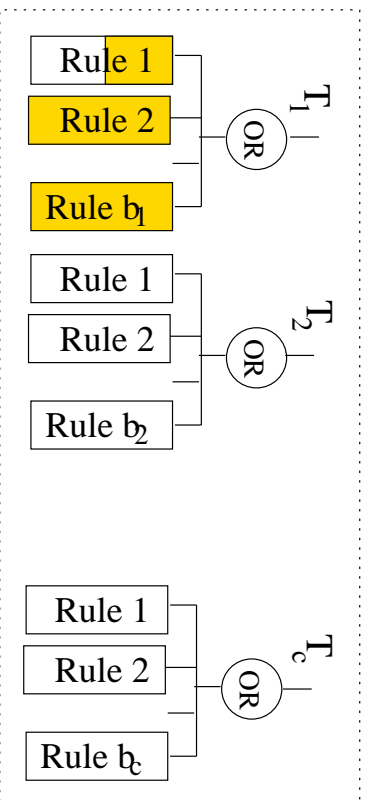 Rule 1
Rule 2
Rule b1
OR
T1
Rule 1
Rule 2
Rule b2
OR
T2
Rule 1
Rule 2
Rule bc
OR
Tc